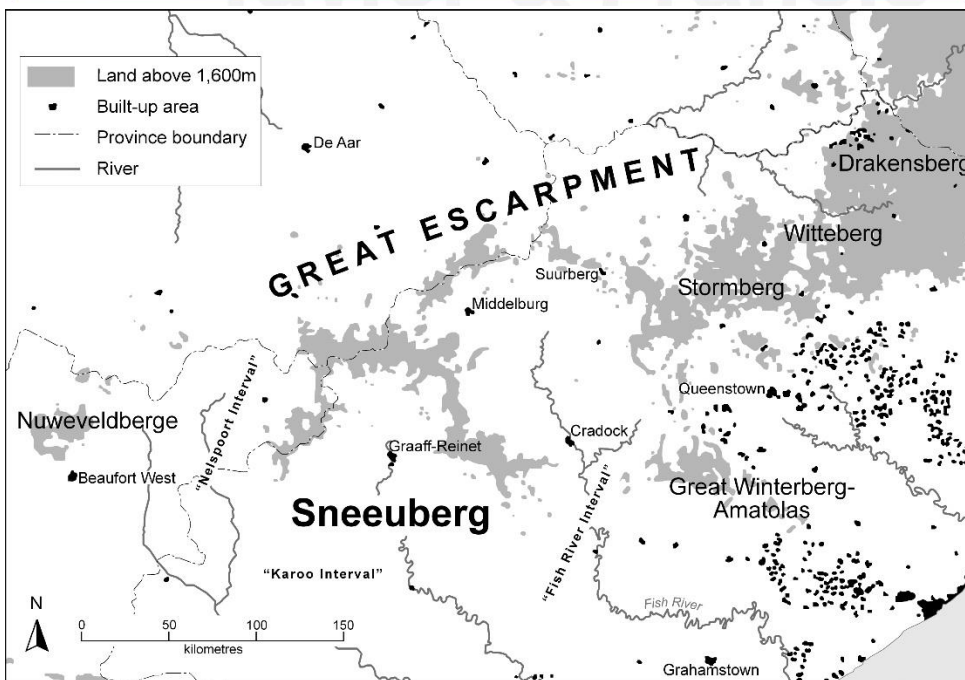 Land above 1,600m
Built-up area
Province boundary
River
De Aar
GREAT ESCARPMENT
Drakensberg
Witteberg
Suurberg
Stormberg
Middelburg
"Nelspoort Interval"
Queenstown
Nuweveldberge
Cradock
Graaff-Reinet
Beaufort West
Great Winterberg-
Amatolas
Sneeuberg
"Fish River Interval"
"Karoo Interval"
Fish River
N
0 50 100 150
kilometres
Grahamstown